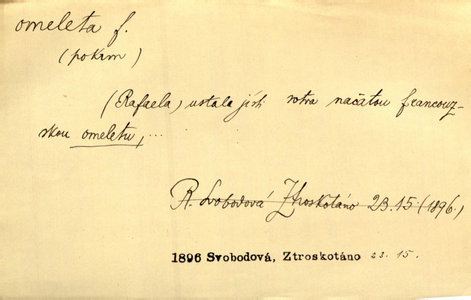 omeleta f.
(pokrm)
(Rafaela) ustala jísti sotva načatou francouz-
skou omeletu, ...
R. Svobodová Ztroskotáno 23.15 (1896)
1896 Svobodová, Ztroskotáno 23. 15.